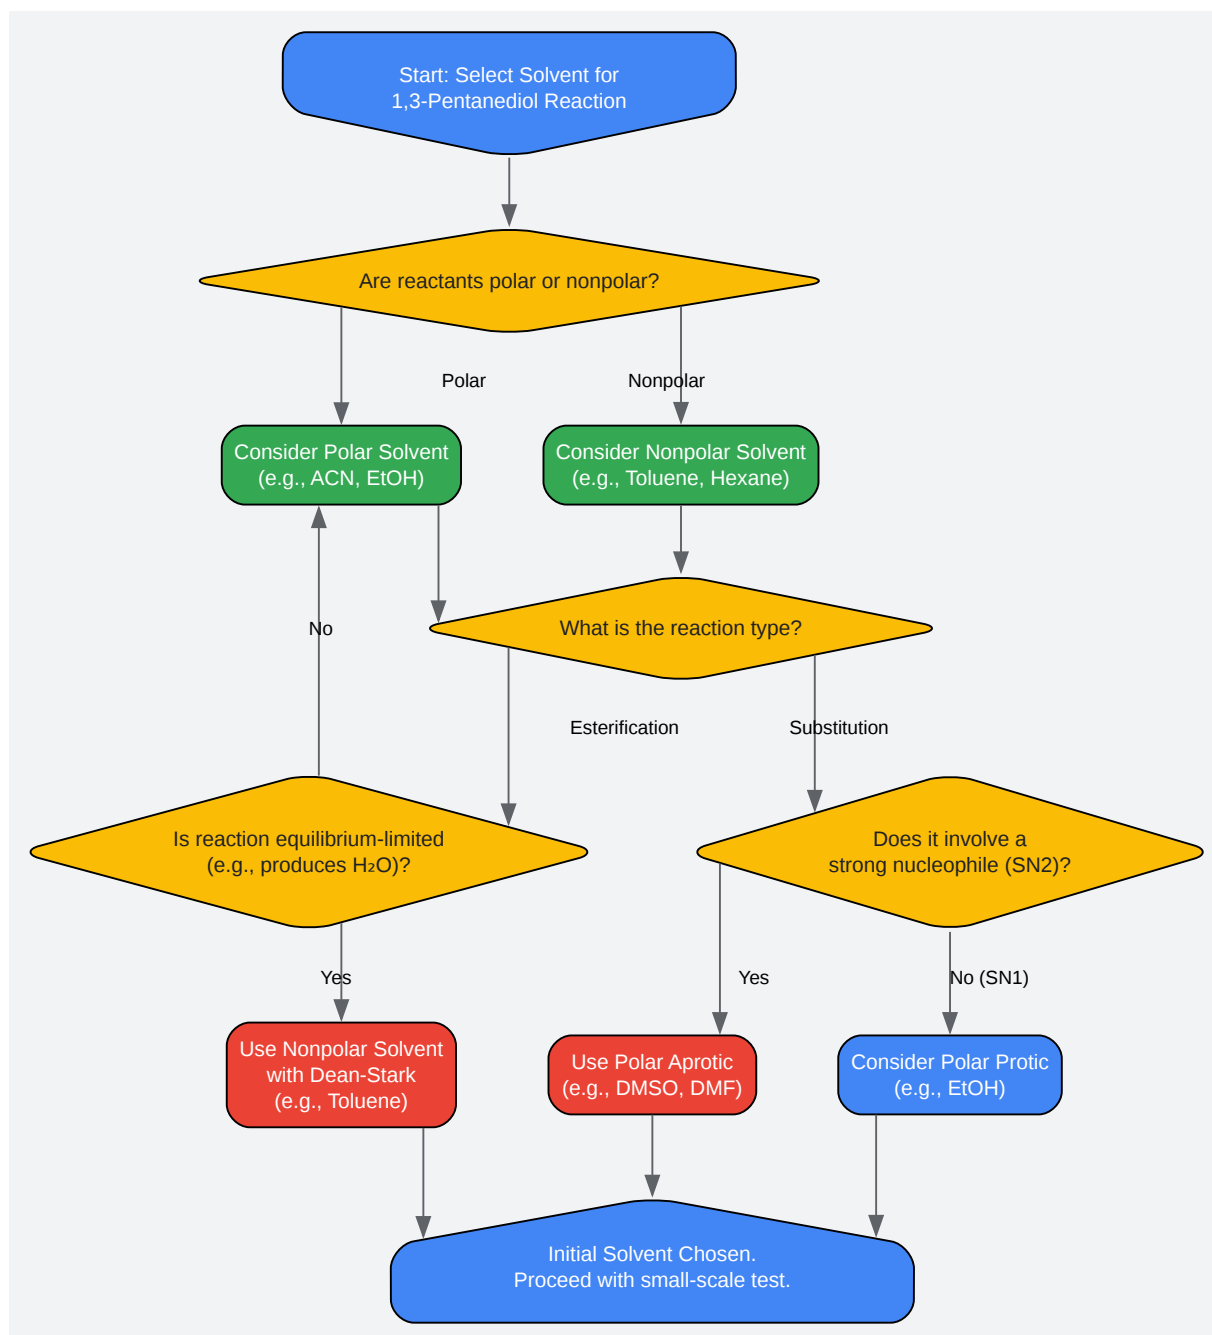 Start: Select Solvent for
1,3-Pentanediol Reaction
Are reactants polar or nonpolar?
Polar
Nonpolar
Consider Polar Solvent
(e.g., ACN, EtOH)
Consider Nonpolar Solvent
(e.g., Toluene, Hexane)
No
What is the reaction type?
Esterification
Substitution
Is reaction equilibrium-limited
(e.g., produces H₂O)?
Does it involve a
strong nucleophile (SN2)?
Yes
Yes
No (SN1)
Use Nonpolar Solvent
with Dean-Stark
(e.g., Toluene)
Use Polar Aprotic
(e.g., DMSO, DMF)
Consider Polar Protic
(e.g., EtOH)
Initial Solvent Chosen.
Proceed with small-scale test.